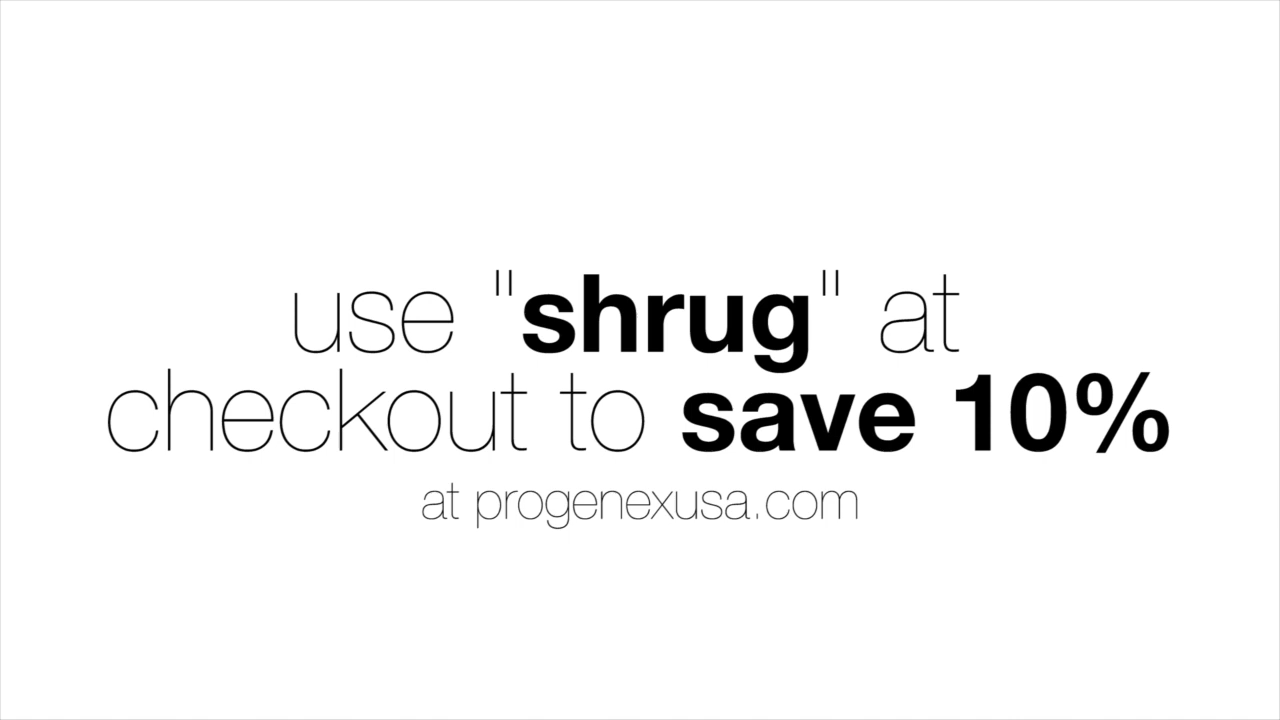 use "shrug" at
checkout to save 10%
at progenexusa.com